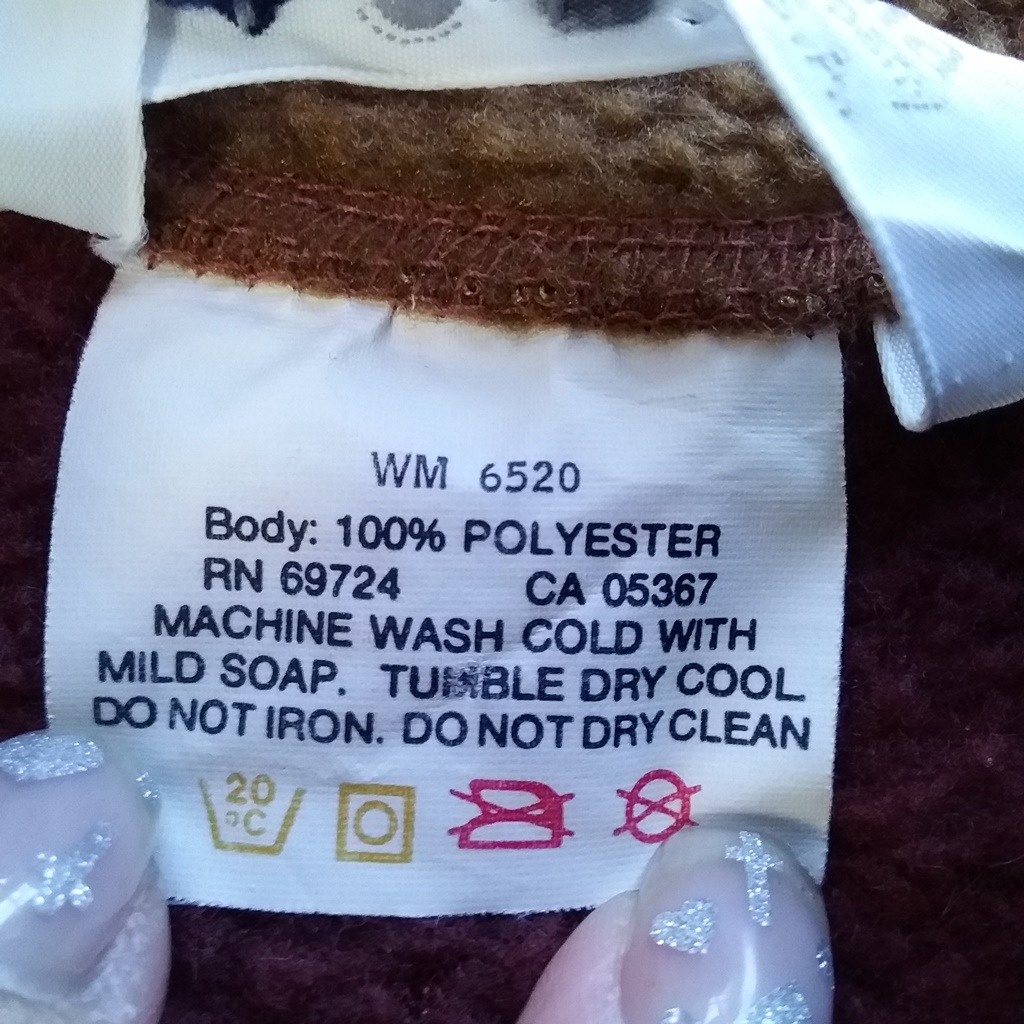 WM 6520
Body: 100% POLYESTER
RN 69724 CA 05367
MACHINE WASH COLD WITH
MILD SOAP. TUMBLE DRY COOL
DO NOT IRON. DO NOT DRY CLEAN
20
°C